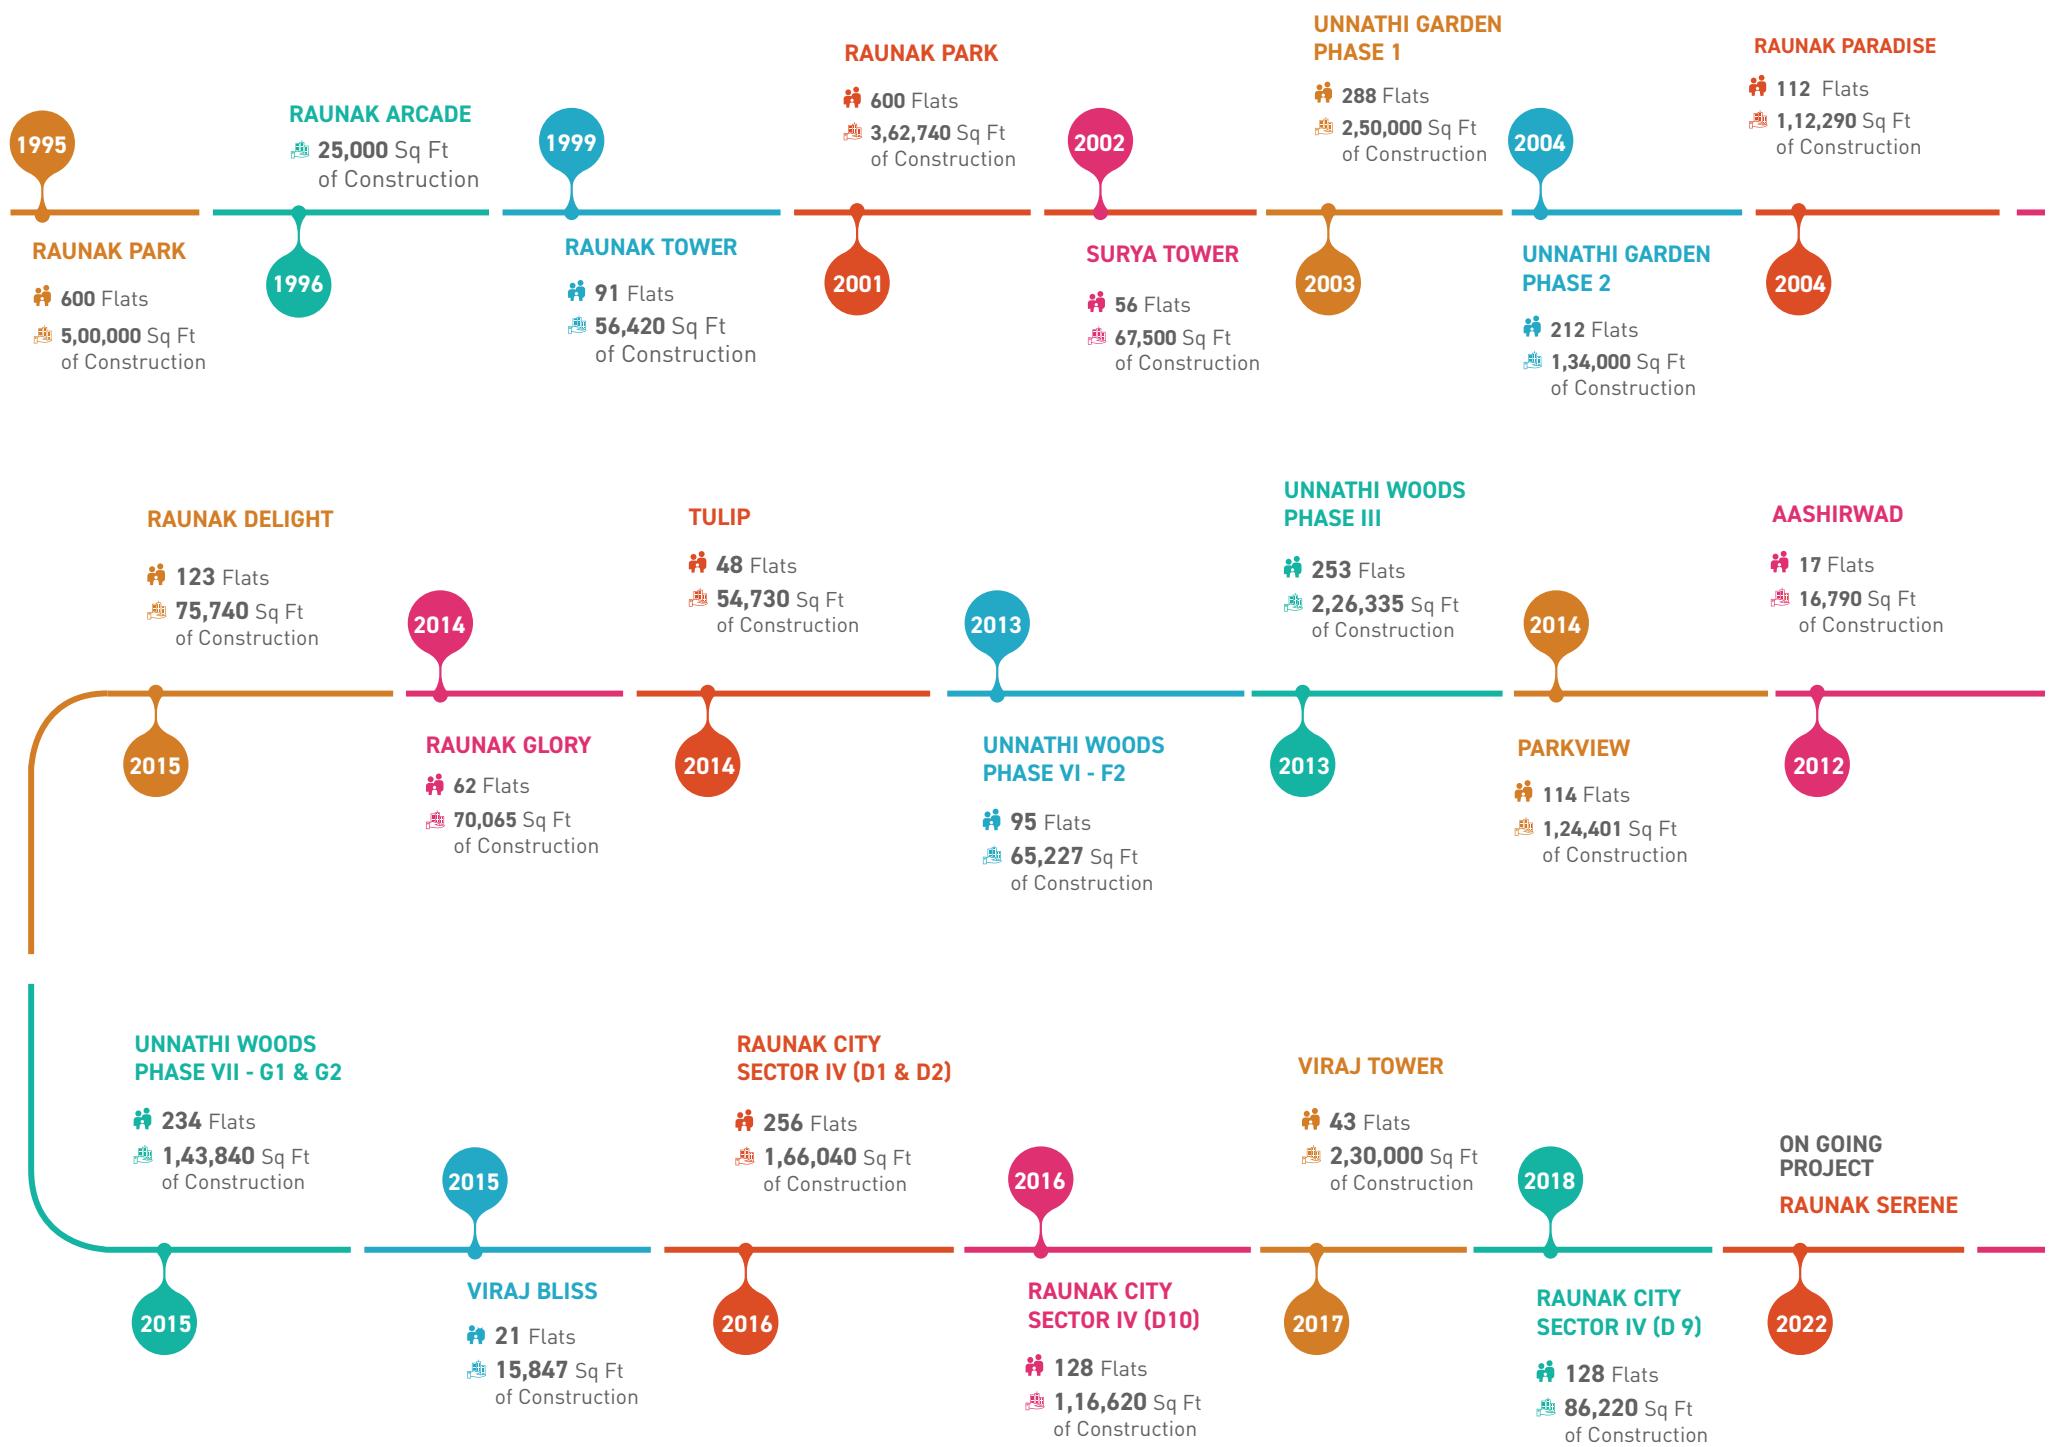 1995
RAUNAK PARK
600 Flats
5,00,000 Sq Ft
of Construction
RAUNAK ARCADE
25,000 Sq Ft
of Construction
1996
1999
RAUNAK TOWER
91 Flats
56,420 Sq Ft
of Construction
RAUNAK PARK
600 Flats
3,62,740 Sq Ft
of Construction
2001
2002
SURYA TOWER
56 Flats
67,500 Sq Ft
of Construction
UNNATHI GARDEN
PHASE 1
288 Flats
2,50,000 Sq Ft
of Construction
2003
2004
UNNATHI GARDEN
PHASE 2
212 Flats
1,34,000 Sq Ft
of Construction
RAUNAK PARADISE
112 Flats
1,12,290 Sq Ft
of Construction
2004
RAUNAK DELIGHT
123 Flats
75,740 Sq Ft
of Construction
2015
2014
RAUNAK GLORY
62 Flats
70,065 Sq Ft
of Construction
TULIP
48 Flats
54,730 Sq Ft
of Construction
2014
2013
UNNATHI WOODS
PHASE VI - F2
95 Flats
65,227 Sq Ft
of Construction
UNNATHI WOODS
PHASE III
253 Flats
2,26,335 Sq Ft
of Construction
2013
2014
PARKVIEW
114 Flats
1,24,401 Sq Ft
of Construction
AASHIRWAD
17 Flats
16,790 Sq Ft
of Construction
2012
UNNATHI WOODS
PHASE VII - G1 & G2
234 Flats
1,43,840 Sq Ft
of Construction
2015
2015
VIRAJ BLISS
21 Flats
15,847 Sq Ft
of Construction
RAUNAK CITY
SECTOR IV (D1 & D2)
256 Flats
1,66,040 Sq Ft
of Construction
2016
2016
RAUNAK CITY
SECTOR IV (D10)
128 Flats
1,16,620 Sq Ft
of Construction
VIRAJ TOWER
43 Flats
2,30,000 Sq Ft
of Construction
2017
2018
RAUNAK CITY
SECTOR IV (D 9)
128 Flats
86,220 Sq Ft
of Construction
ON GOING
PROJECT
RAUNAK SERENE
2022